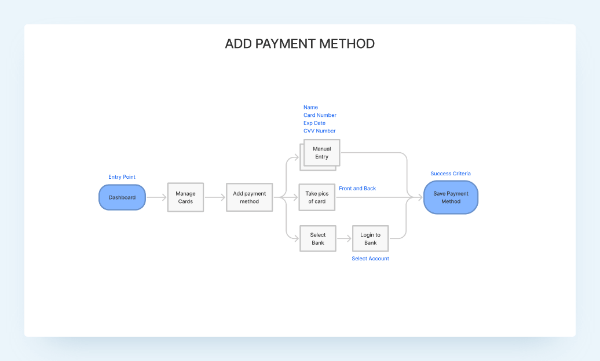 ADD PAYMENT METHOD
Name
Card Number
Exp Date
CVV Number
Manual
Entry
Entry Point
Dashboard
Manage
Cards
Add payment
method
Take pics
of card
Front and Back
Success Criteria
Save Payment
Method
Select
Bank
Login to
Bank
Select Account